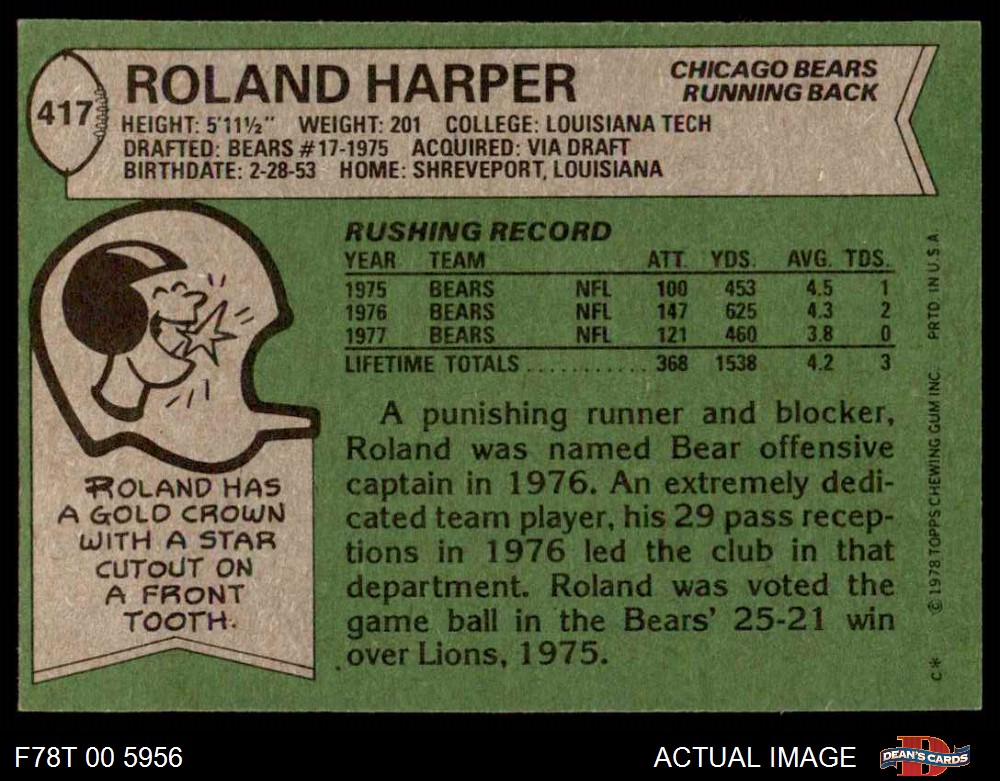 417
ROLAND HARPER
CHICAGO BEARS
RUNNING BACK
HEIGHT: 5'11½" WEIGHT: 201 COLLEGE: LOUISIANA TECH
DRAFTED: BEARS #17-1975 ACQUIRED: VIA DRAFT
BIRTHDATE: 2-28-53 HOME: SHREVEPORT, LOUISIANA
RUSHING RECORD
YEAR TEAM ATT. YDS. AVG. TDS.
1975 BEARS NFL 100 453 4.5 1
1976 BEARS NFL 147 625 4.3 2
1977 BEARS NFL 121 460 3.8 0
LIFETIME TOTALS ............ 368 1538 4.2 3
A punishing runner and blocker,
Roland was named Bear offensive
captain in 1976. An extremely dedi-
cated team player, his 29 pass recep-
tions in 1976 led the club in that
department. Roland was voted the
game ball in the Bears' 25-21 win
over Lions, 1975.
ROLAND HAS
A GOLD CROWN
WITH A STAR
CUTOUT ON
A FRONT
TOOTH.
C* © 1978 TOPPS CHEWING GUM INC. PRTD. IN U.S.A
F78T 00 5956
ACTUAL IMAGE
D
DEAN'S CARDS